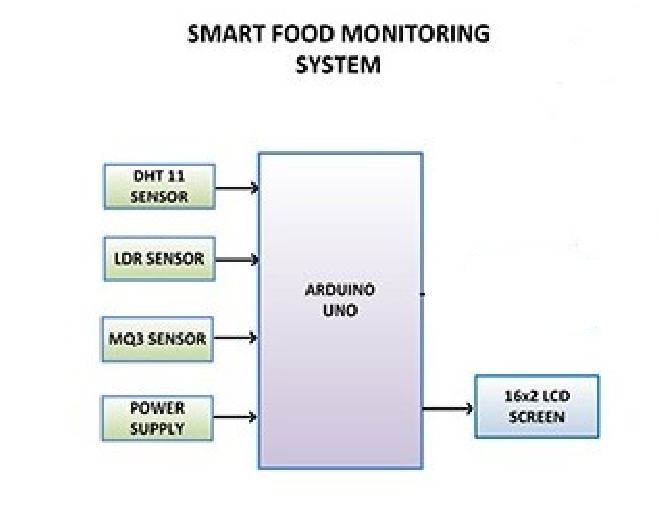 SMART FOOD MONITORING
SYSTEM
DHT 11
SENSOR
LDR SENSOR
MQ3 SENSOR
POWER
SUPPLY
ARDUINO
UNO
16x2 LCD
SCREEN